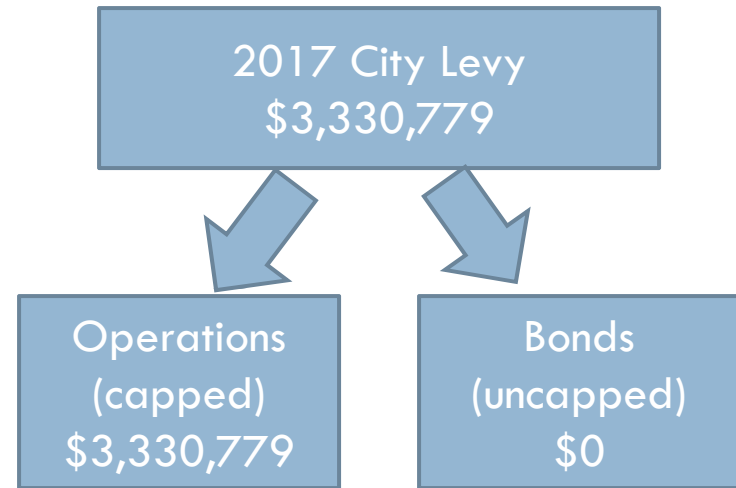 2017 City Levy
$3,330,779
Operations
(capped)
$3,330,779
Bonds
(uncapped)
$0